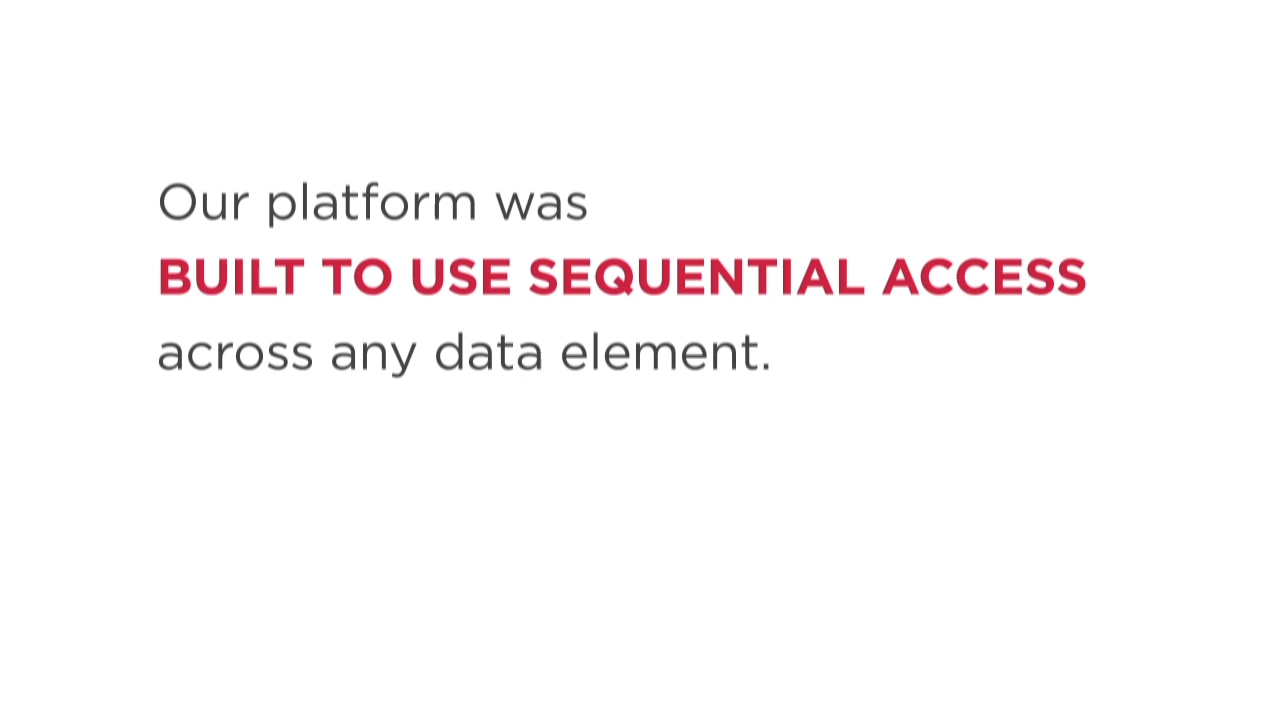 Our platform was
BUILT TO USE SEQUENTIAL ACCESS
across any data element.